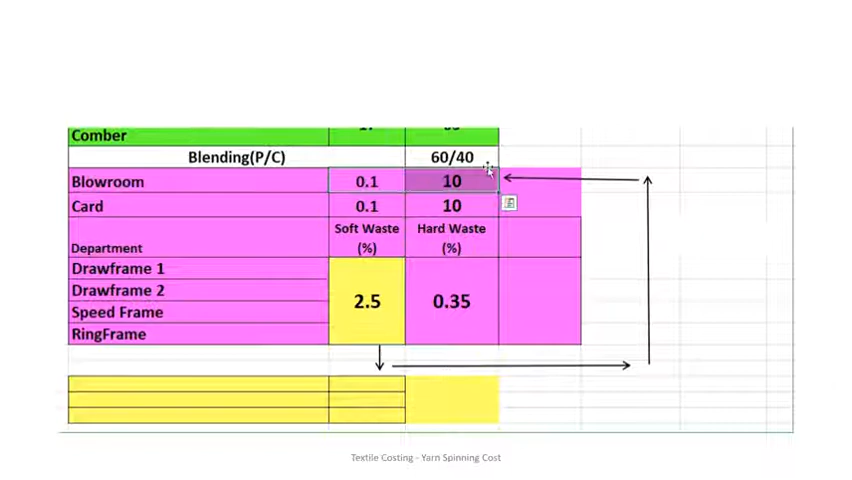 Comber
Blending(P/C) 60/40
Blowroom 0.1 10
Card 0.1 10
Department Soft Waste (%) Hard Waste (%)
Drawframe 1
Drawframe 2
Speed Frame
RingFrame
2.5 0.35
Textile Costing - Yarn Spinning Cost